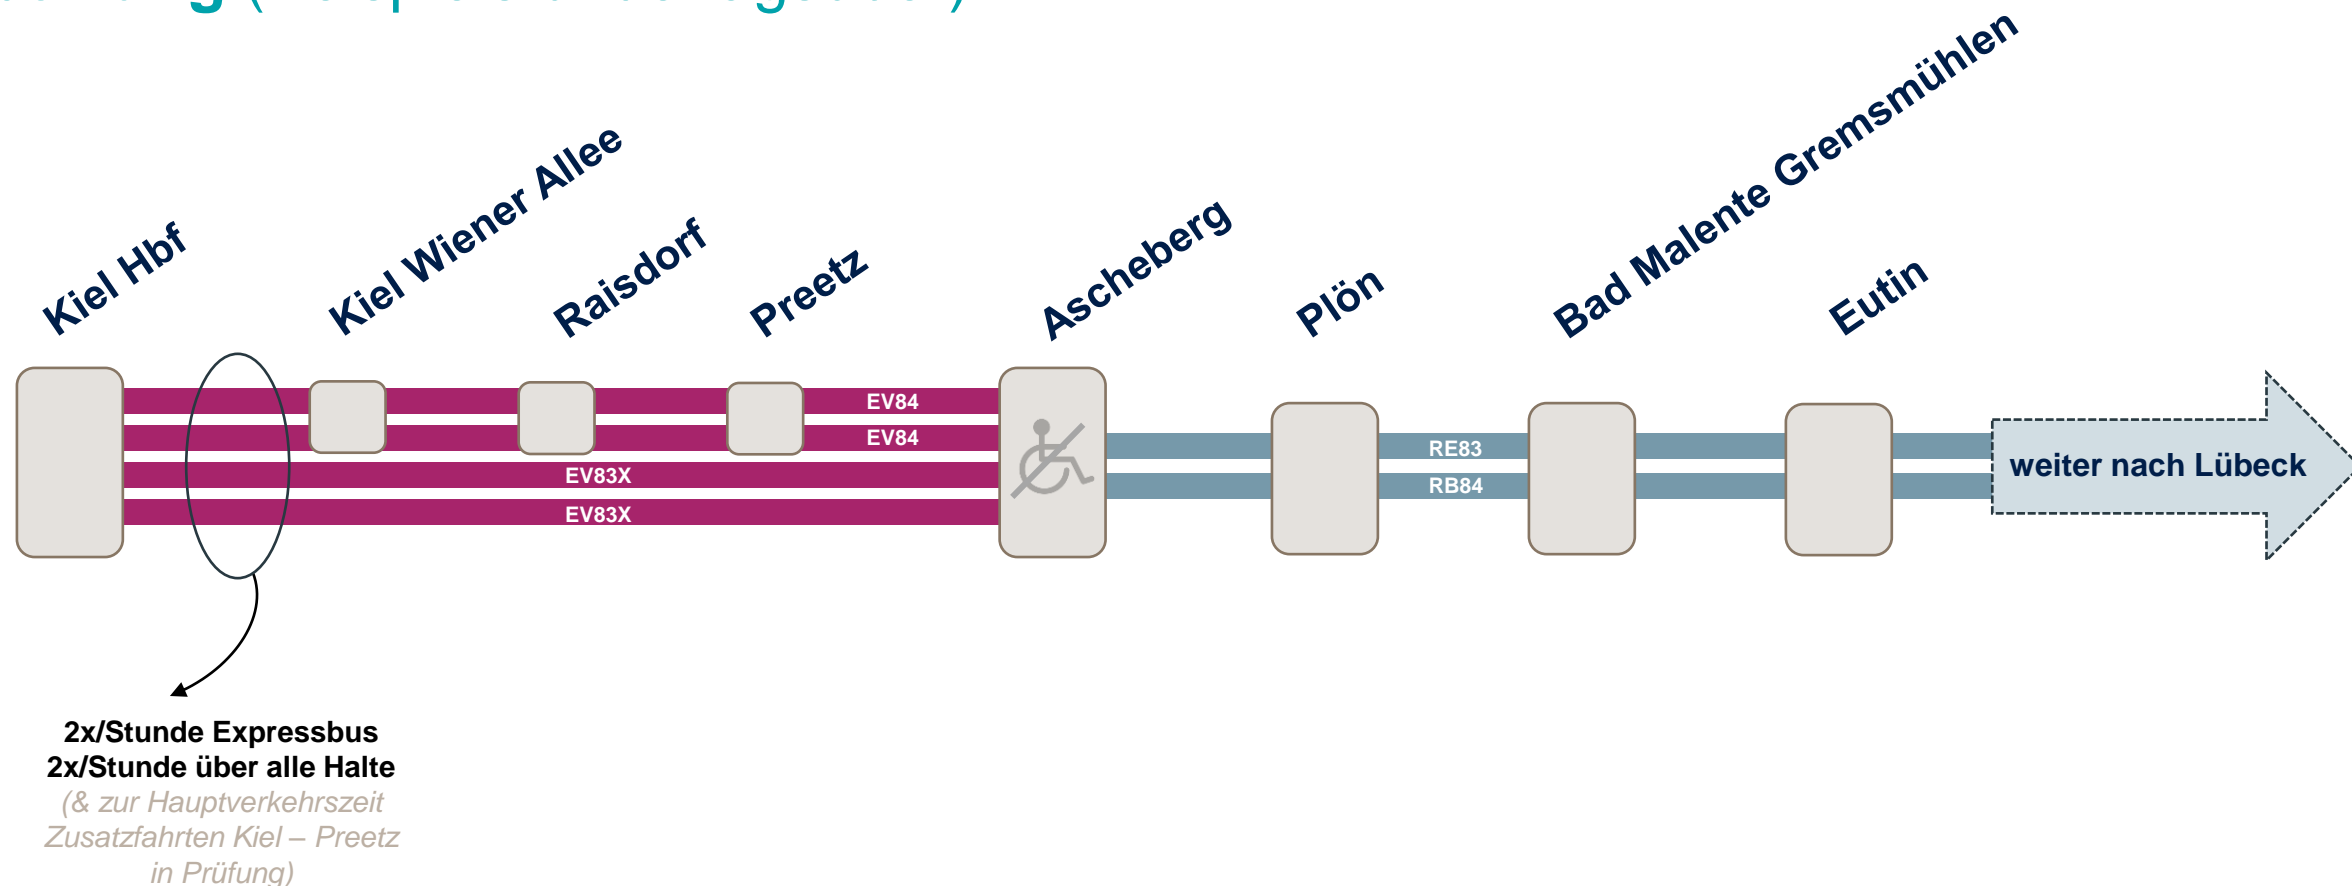 Kiel Hbf
Kiel Wiener Allee
Raisdorf
Preetz
Ascheberg
Plön
Bad Malente Gremsmühlen
Eutin
EV84
EV84
EV83X
EV83X
RE83
RB84
weiter nach Lübeck
2x/Stunde Expressbus
2x/Stunde über alle Halte
(& zur Hauptverkehrszeit
Zusatzfahrten Kiel – Preetz
in Prüfung)